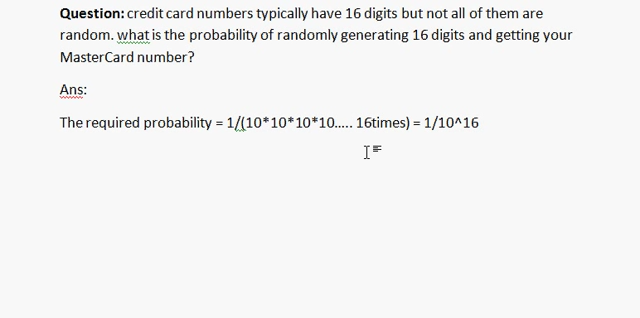 Question: credit card numbers typically have 16 digits but not all of them are
random. what is the probability of randomly generating 16 digits and getting your
MasterCard number?
Ans:
The required probability = 1/(10*10*10*10..... 16times) = 1/10^16